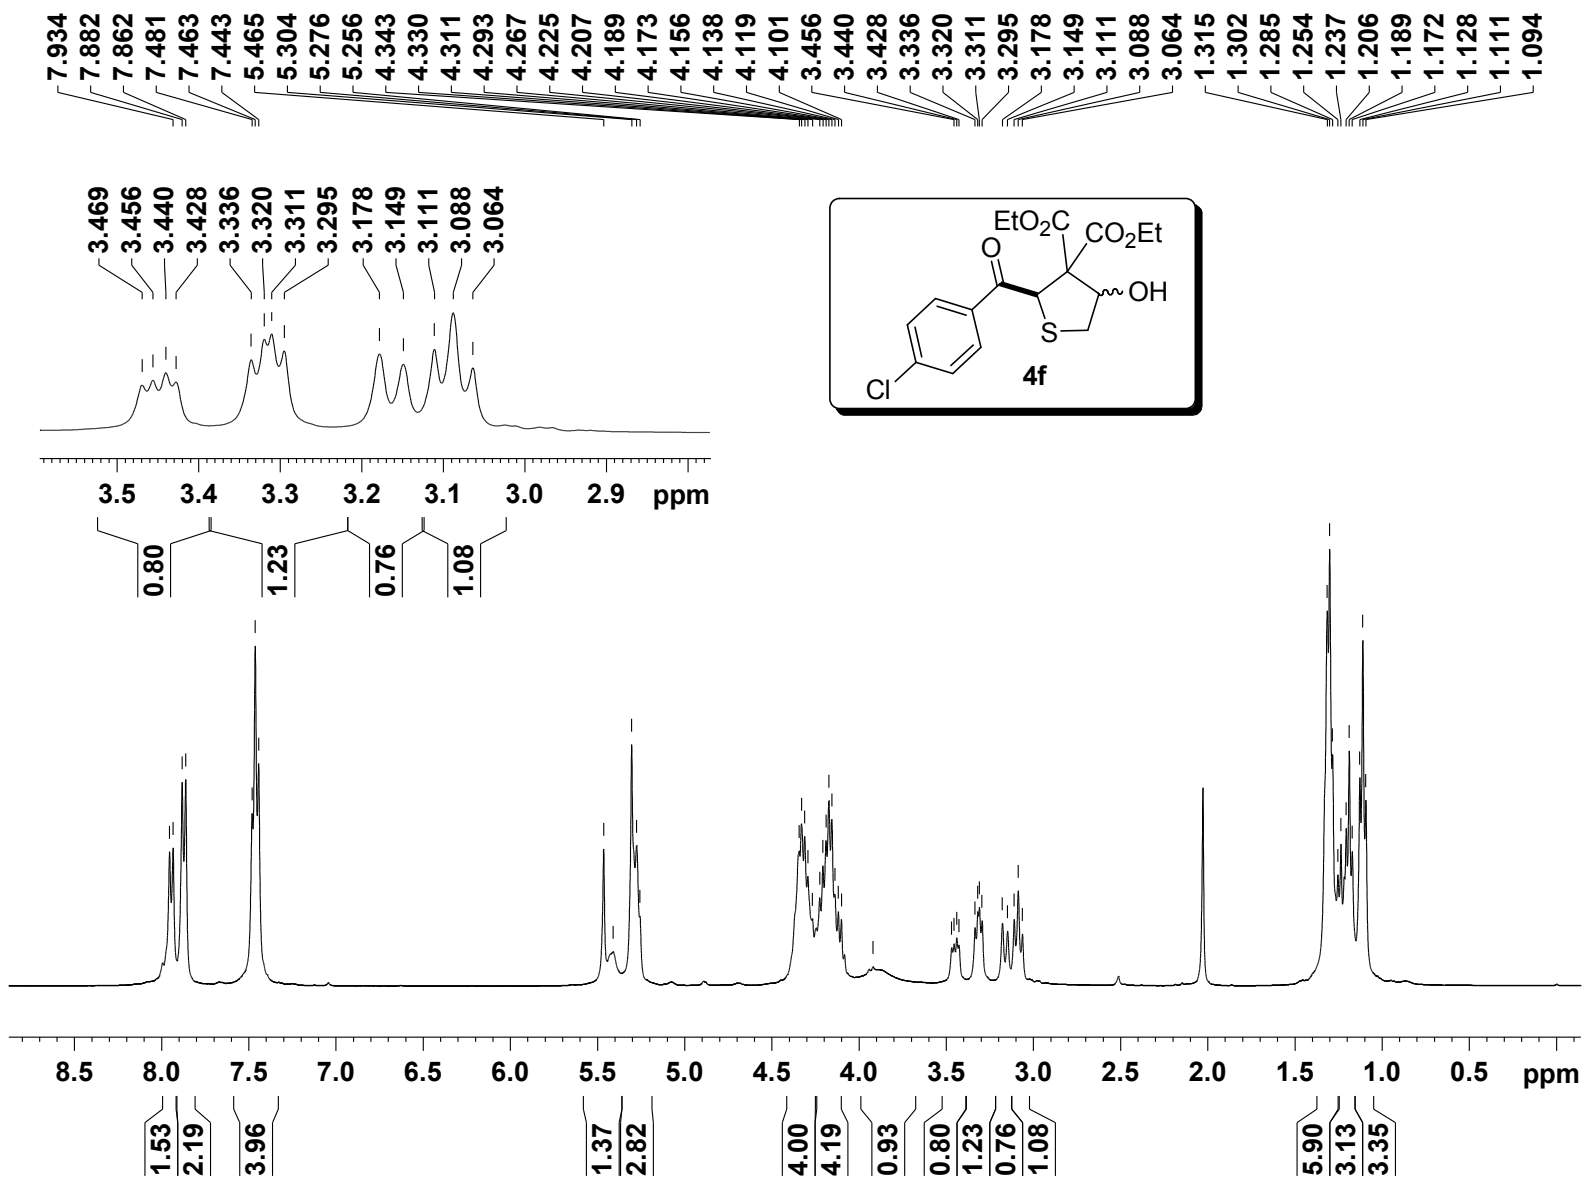 7.934 7.882 7.862 7.481 7.463 7.443 5.465 5.304 5.276 5.256 4.343 4.330 4.311 4.293 4.267 4.225 4.207 4.189 4.173 4.156 4.138 4.119 4.101 3.456 3.440 3.428 3.336 3.320 3.311 3.295 3.178 3.149 3.111 3.088 3.064 1.315 1.302 1.285 1.254 1.237 1.206 1.189 1.172 1.128 1.111 1.094
3.469 3.456 3.440 3.428 3.336 3.320 3.311 3.295 3.178 3.149 3.111 3.088 3.064
EtO2C
CO2Et
O
OH
S
Cl
4f
3.5 3.4 3.3 3.2 3.1 3.0 2.9 ppm
0.80 1.23 0.76 1.08
8.5 8.0 7.5 7.0 6.5 6.0 5.5 5.0 4.5 4.0 3.5 3.0 2.5 2.0 1.5 1.0 0.5 ppm
1.53 2.19 3.96 1.37 2.82 4.00 4.19 0.93 0.80 1.23 0.76 1.08 5.90 3.13 3.35